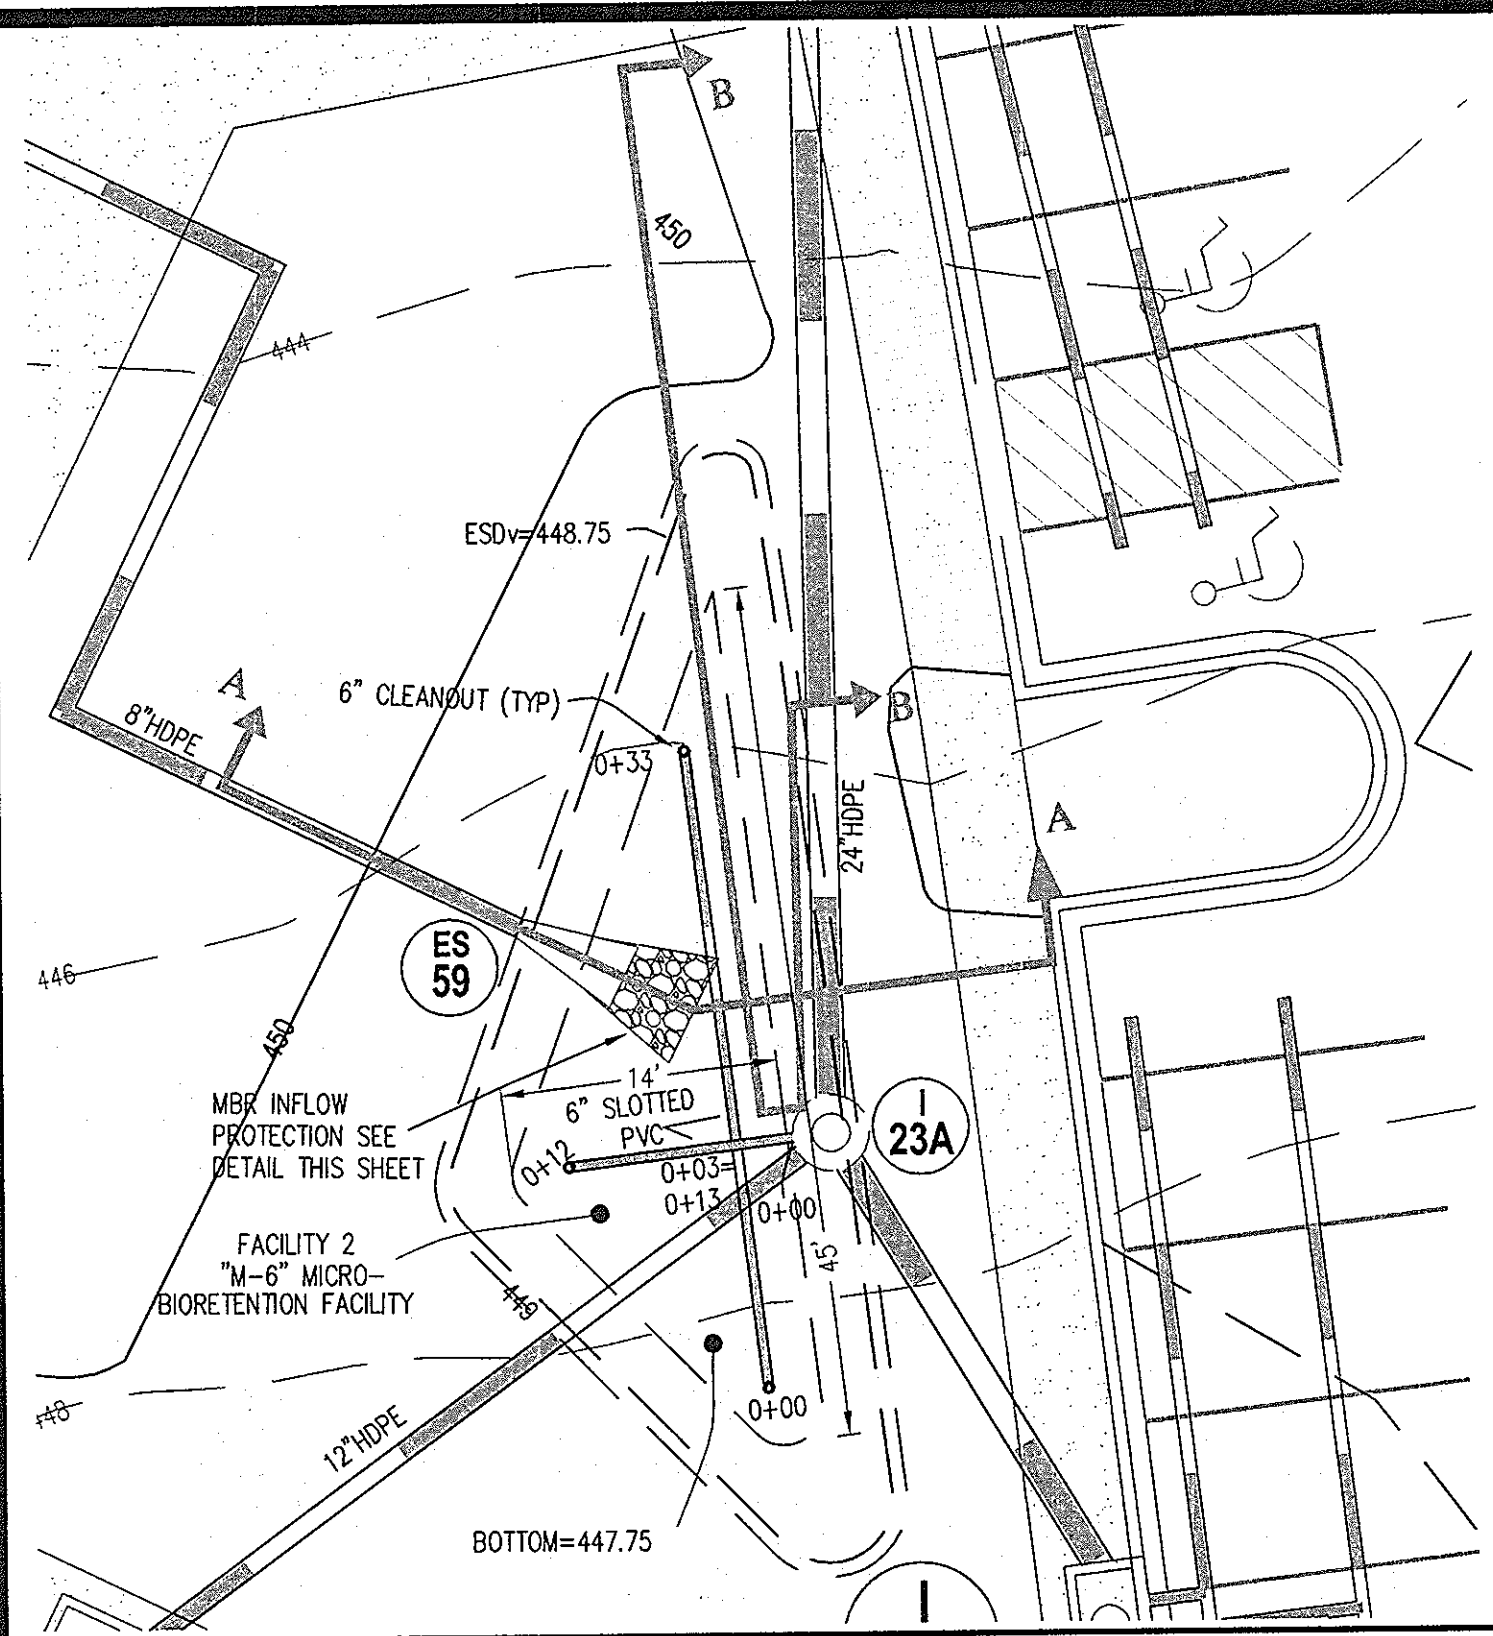 B
450
444
ESDv=448.75
A
6" CLEANOUT (TYP)
8"HDPE
B
0+33
24"HDPE
A
ES
59
446
450
14'
6" SLOTTED
PVC
MBR INFLOW
PROTECTION SEE
DETAIL THIS SHEET
I
23A
0+12
0+03=
0+13
0+00
FACILITY 2
"M-6" MICRO-
BIORETENTION FACILITY
45'
449
0+00
448
12"HDPE
BOTTOM=447.75
I